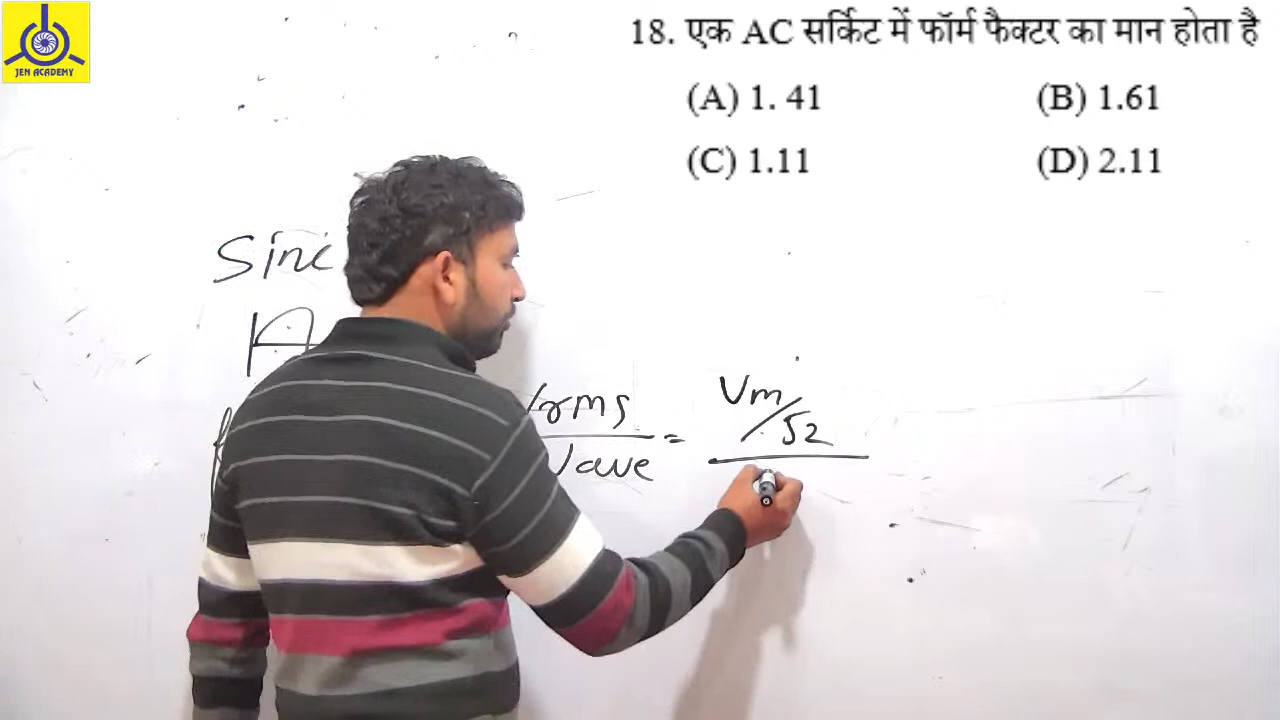 JEN ACADEMY
18. एक AC सर्किट में फॉर्म फैक्टर का मान होता है
(A) 1. 41 (B) 1.61
(C) 1.11 (D) 2.11
Sine
Vrms / Vave = Vm/√2